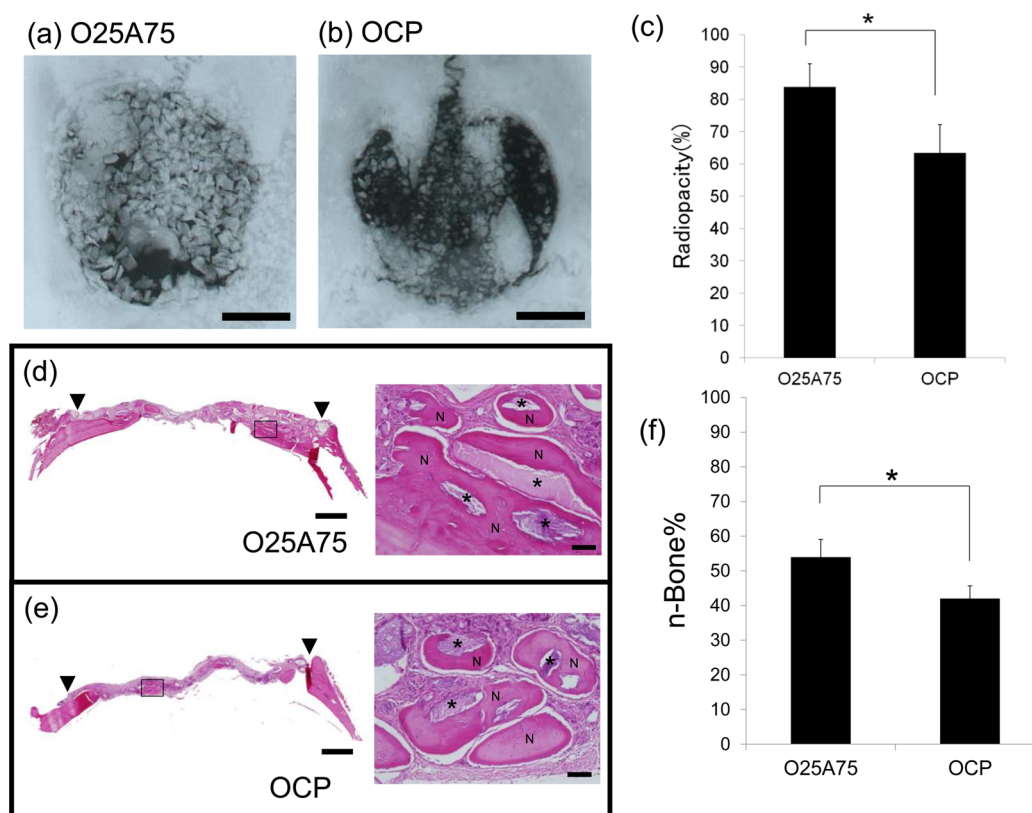 (a) O25A75
(b) OCP
(c)
*
Radiopacity(%)
100
90
80
70
60
50
40
30
20
10
0
O25A75
OCP
(d)
O25A75
*
N
N
N
*
*
N
*
N
(e)
OCP
*
N
*
N
N
*
N
(f)
*
n-Bone%
100
90
80
70
60
50
40
30
20
10
0
O25A75
OCP